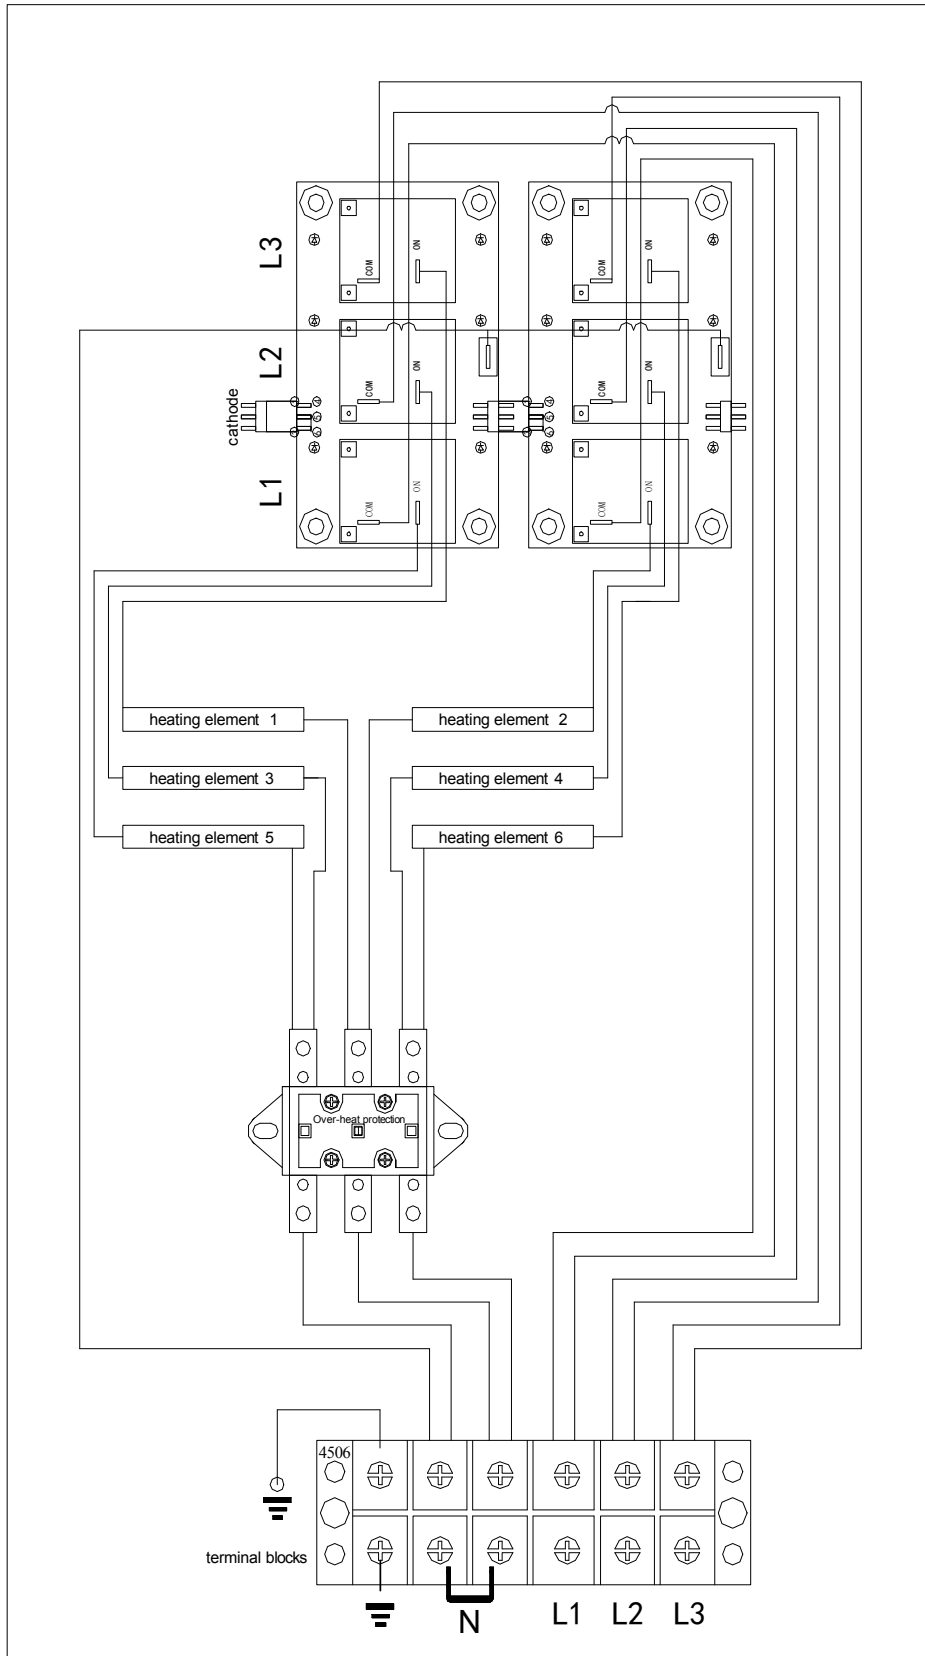 L3
COM
ON
COM
ON
L2
COM
ON
COM
ON
cathode
L1
COM
ON
COM
ON
heating element 1
heating element 2
heating element 3
heating element 4
heating element 5
heating element 6
Over-heat protection
4506
terminal blocks
N
L1
L2
L3